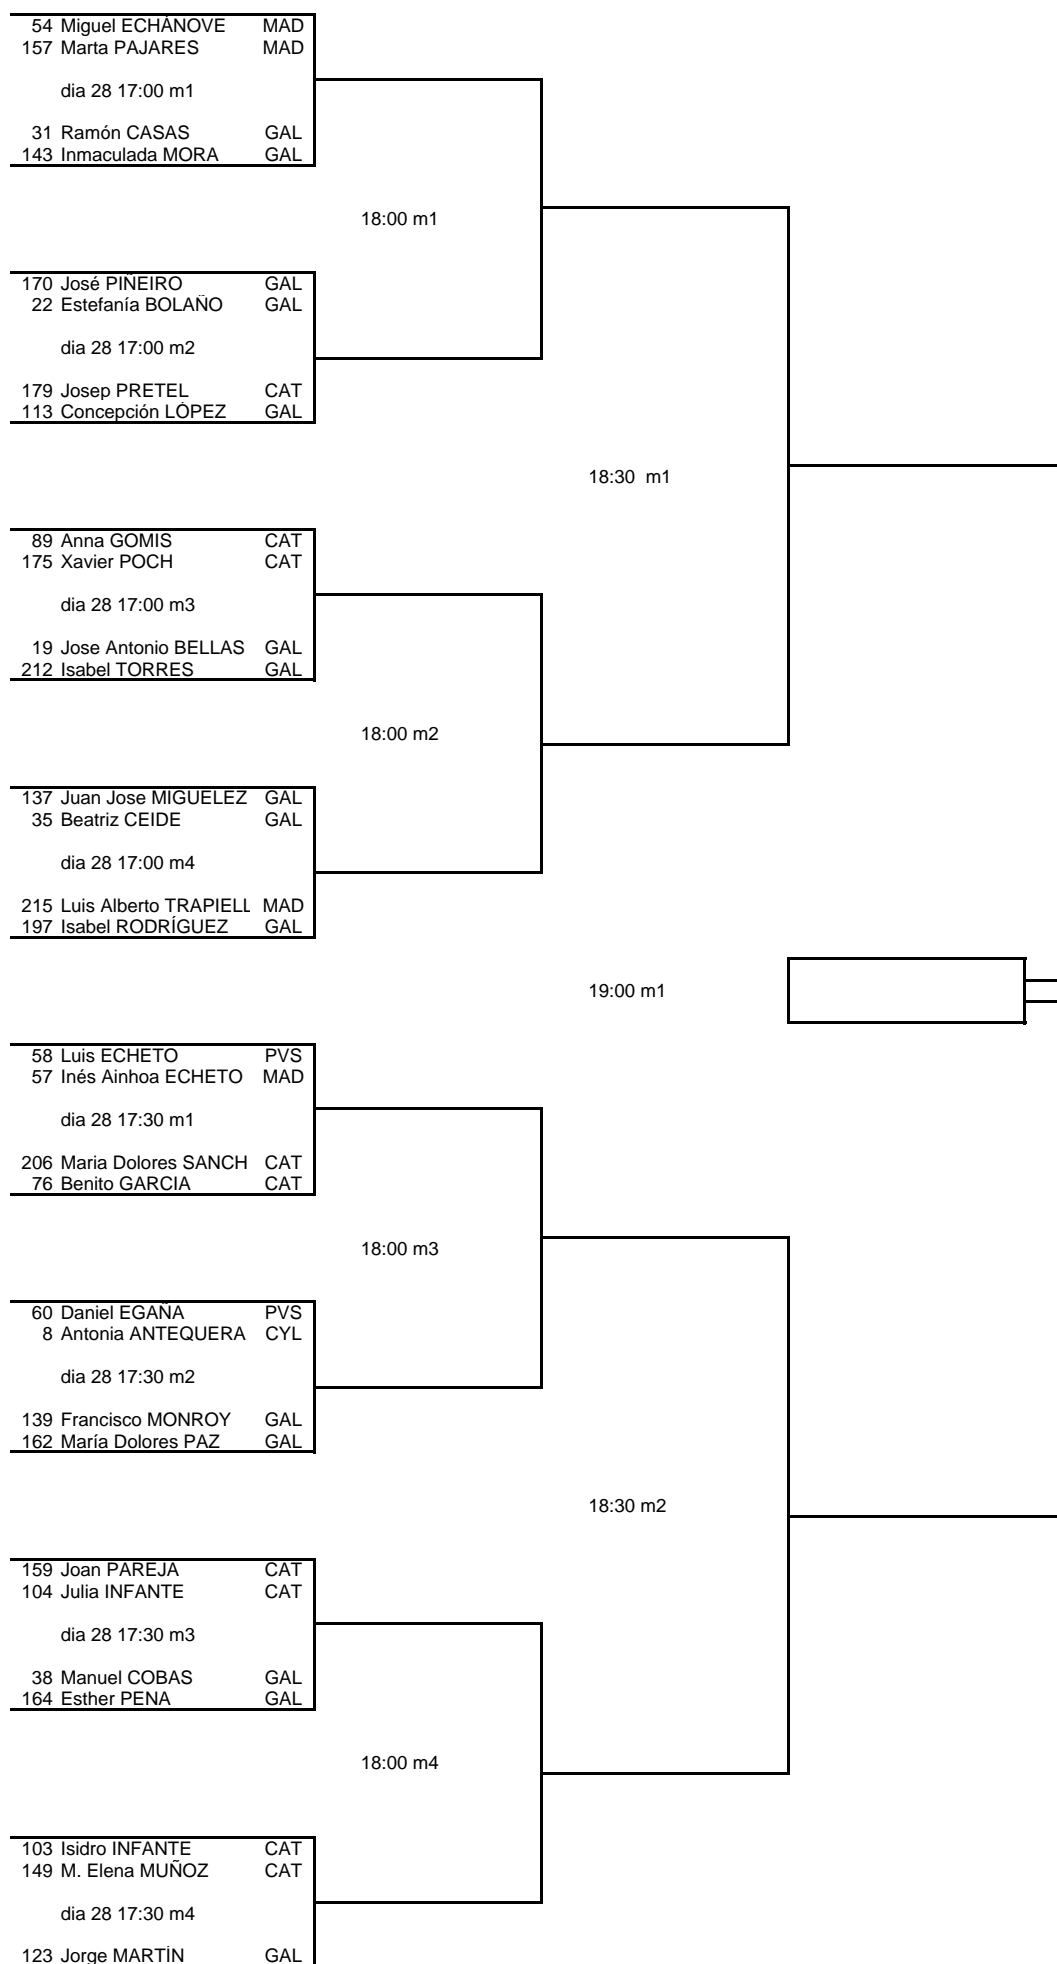 54 Miguel ECHÁNOVE MAD
157 Marta PAJARES MAD
dia 28 17:00 m1
31 Ramón CASAS GAL
143 Inmaculada MORA GAL
18:00 m1
170 José PIÑEIRO GAL
22 Estefanía BOLAÑO GAL
dia 28 17:00 m2
179 Josep PRETEL CAT
113 Concepción LÓPEZ GAL
18:30 m1
89 Anna GOMIS CAT
175 Xavier POCH CAT
dia 28 17:00 m3
19 Jose Antonio BELLAS GAL
212 Isabel TORRES GAL
18:00 m2
137 Juan Jose MIGUELEZ GAL
35 Beatriz CEIDE GAL
dia 28 17:00 m4
215 Luis Alberto TRAPIELL MAD
197 Isabel RODRÍGUEZ GAL
19:00 m1
58 Luis ECHETO PVS
57 Inés Ainhoa ECHETO MAD
dia 28 17:30 m1
206 Maria Dolores SANCH CAT
76 Benito GARCIA CAT
18:00 m3
60 Daniel EGAÑA PVS
8 Antonia ANTEQUERA CYL
dia 28 17:30 m2
139 Francisco MONROY GAL
162 María Dolores PAZ GAL
18:30 m2
159 Joan PAREJA CAT
104 Julia INFANTE CAT
dia 28 17:30 m3
38 Manuel COBAS GAL
164 Esther PENA GAL
18:00 m4
103 Isidro INFANTE CAT
149 M. Elena MUÑOZ CAT
dia 28 17:30 m4
123 Jorge MARTÍN GAL